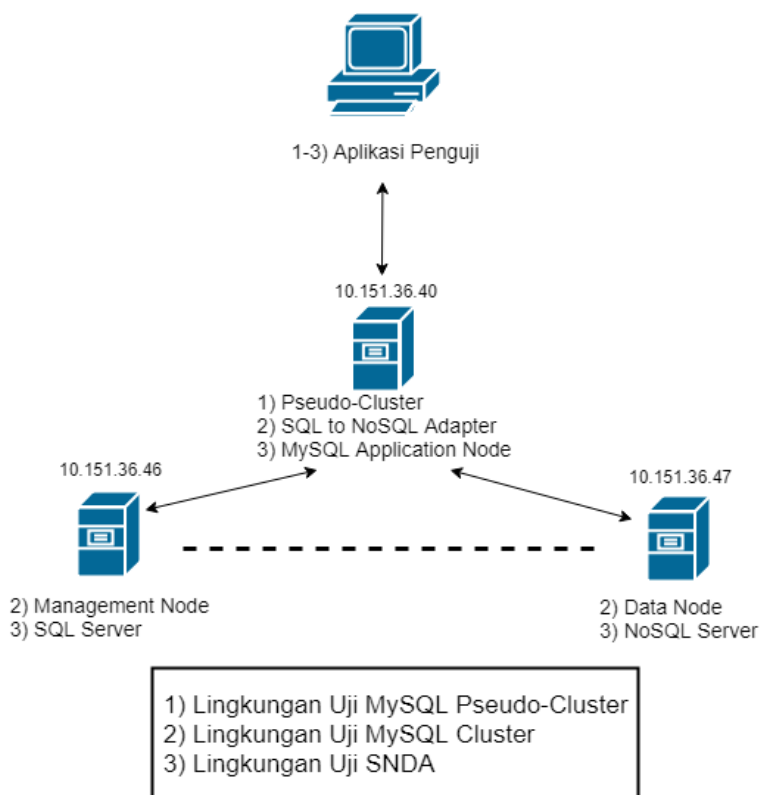 1-3) Aplikasi Penguji
10.151.36.40
1) Pseudo-Cluster
2) SQL to NoSQL Adapter
3) MySQL Application Node
10.151.36.46
10.151.36.47
2) Management Node
3) SQL Server
2) Data Node
3) NoSQL Server
1) Lingkungan Uji MySQL Pseudo-Cluster
2) Lingkungan Uji MySQL Cluster
3) Lingkungan Uji SNDA